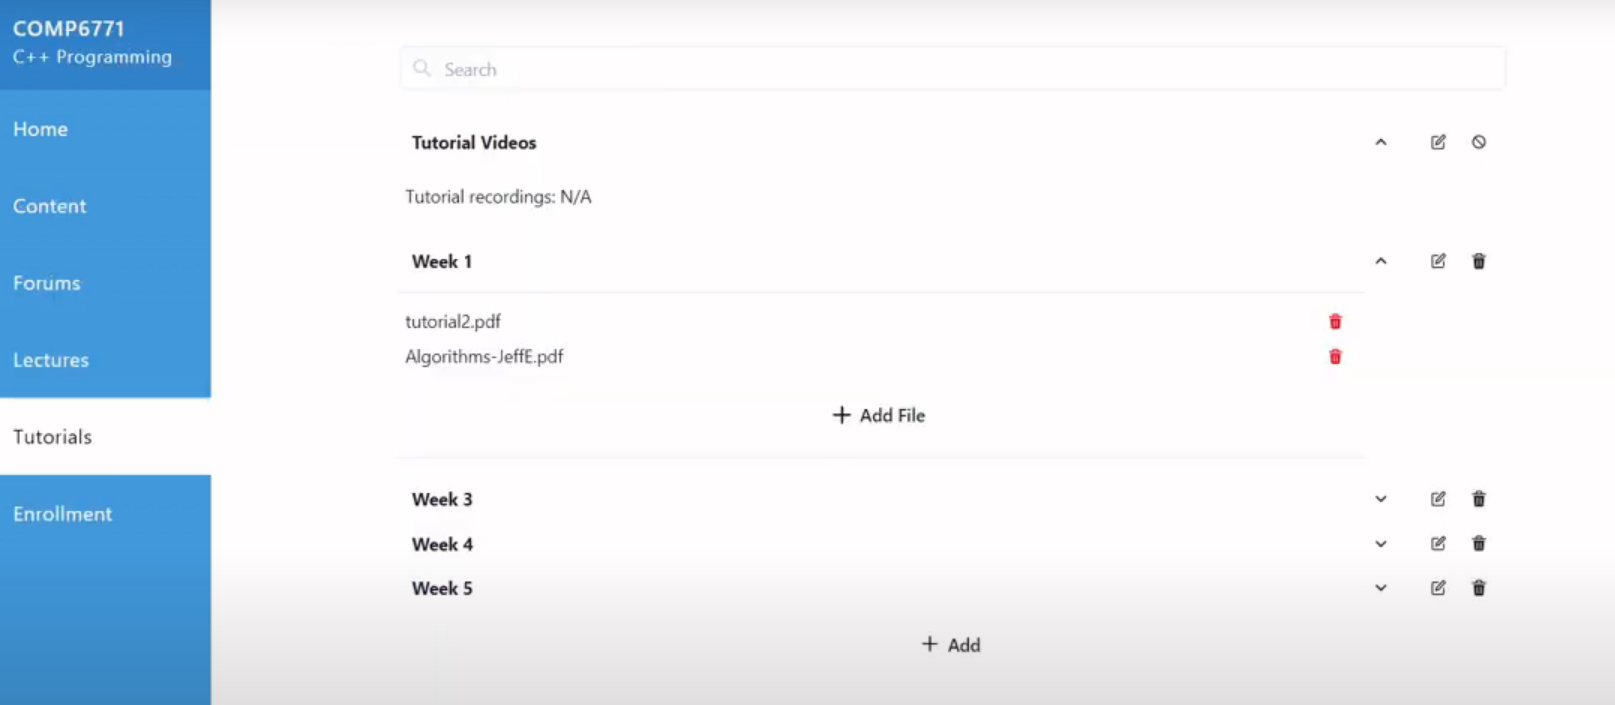 COMP6771
C++ Programming
Home
Content
Forums
Lectures
Tutorials
Enrollment
Search
Tutorial Videos
Tutorial recordings: N/A
Week 1
tutorial2.pdf
Algorithms-JeffE.pdf
+ Add File
Week 3
Week 4
Week 5
+ Add